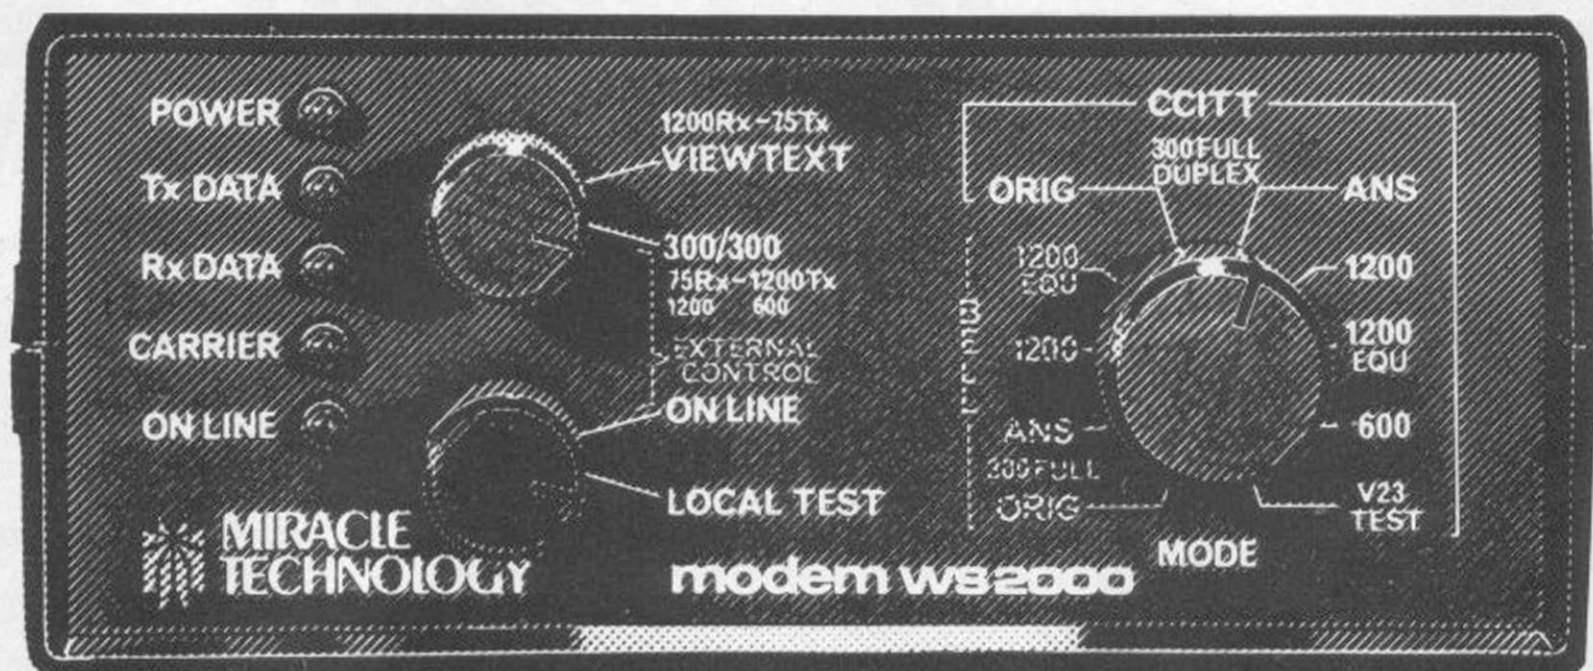 POWER
Tx DATA
Rx DATA
CARRIER
ON LINE
MIRACLE
TECHNOLOGY
1200Rx-75Tx
VIEWTEXT
300/300
75Rx-1200Tx
1200 600
EXTERNAL
CONTROL
ON LINE
LOCAL TEST
modem WS2000
CCITT
300 FULL
DUPLEX
ORIG
ANS
1200
EQU
1200
BELL
ANS
300 FULL
ORIG
1200
1200
EQU
600
V23
TEST
MODE